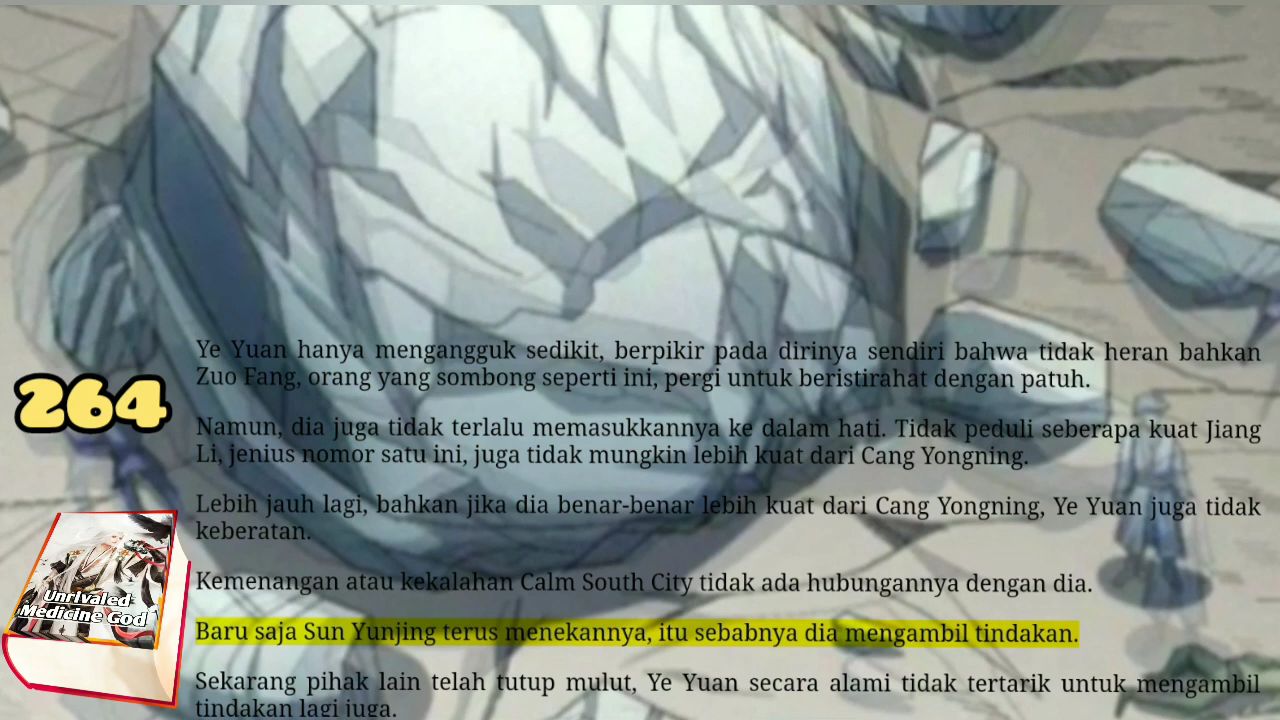 Ye Yuan hanya mengangguk sedikit, berpikir pada dirinya sendiri bahwa tidak heran bahkan
Zuo Fang, orang yang sombong seperti ini, pergi untuk beristirahat dengan patuh.
264
Namun, dia juga tidak terlalu memasukkannya ke dalam hati. Tidak peduli seberapa kuat Jiang
Li, jenius nomor satu ini, juga tidak mungkin lebih kuat dari Cang Yongning.
Lebih jauh lagi, bahkan jika dia benar-benar lebih kuat dari Cang Yongning, Ye Yuan juga tidak
keberatan.
Kemenangan atau kekalahan Calm South City tidak ada hubungannya dengan dia.
Unrivaled
Medicine God
Baru saja Sun Yunjing terus menekannya, itu sebabnya dia mengambil tindakan.
Sekarang pihak lain telah tutup mulut, Ye Yuan secara alami tidak tertarik untuk mengambil
tindakan lagi juga.